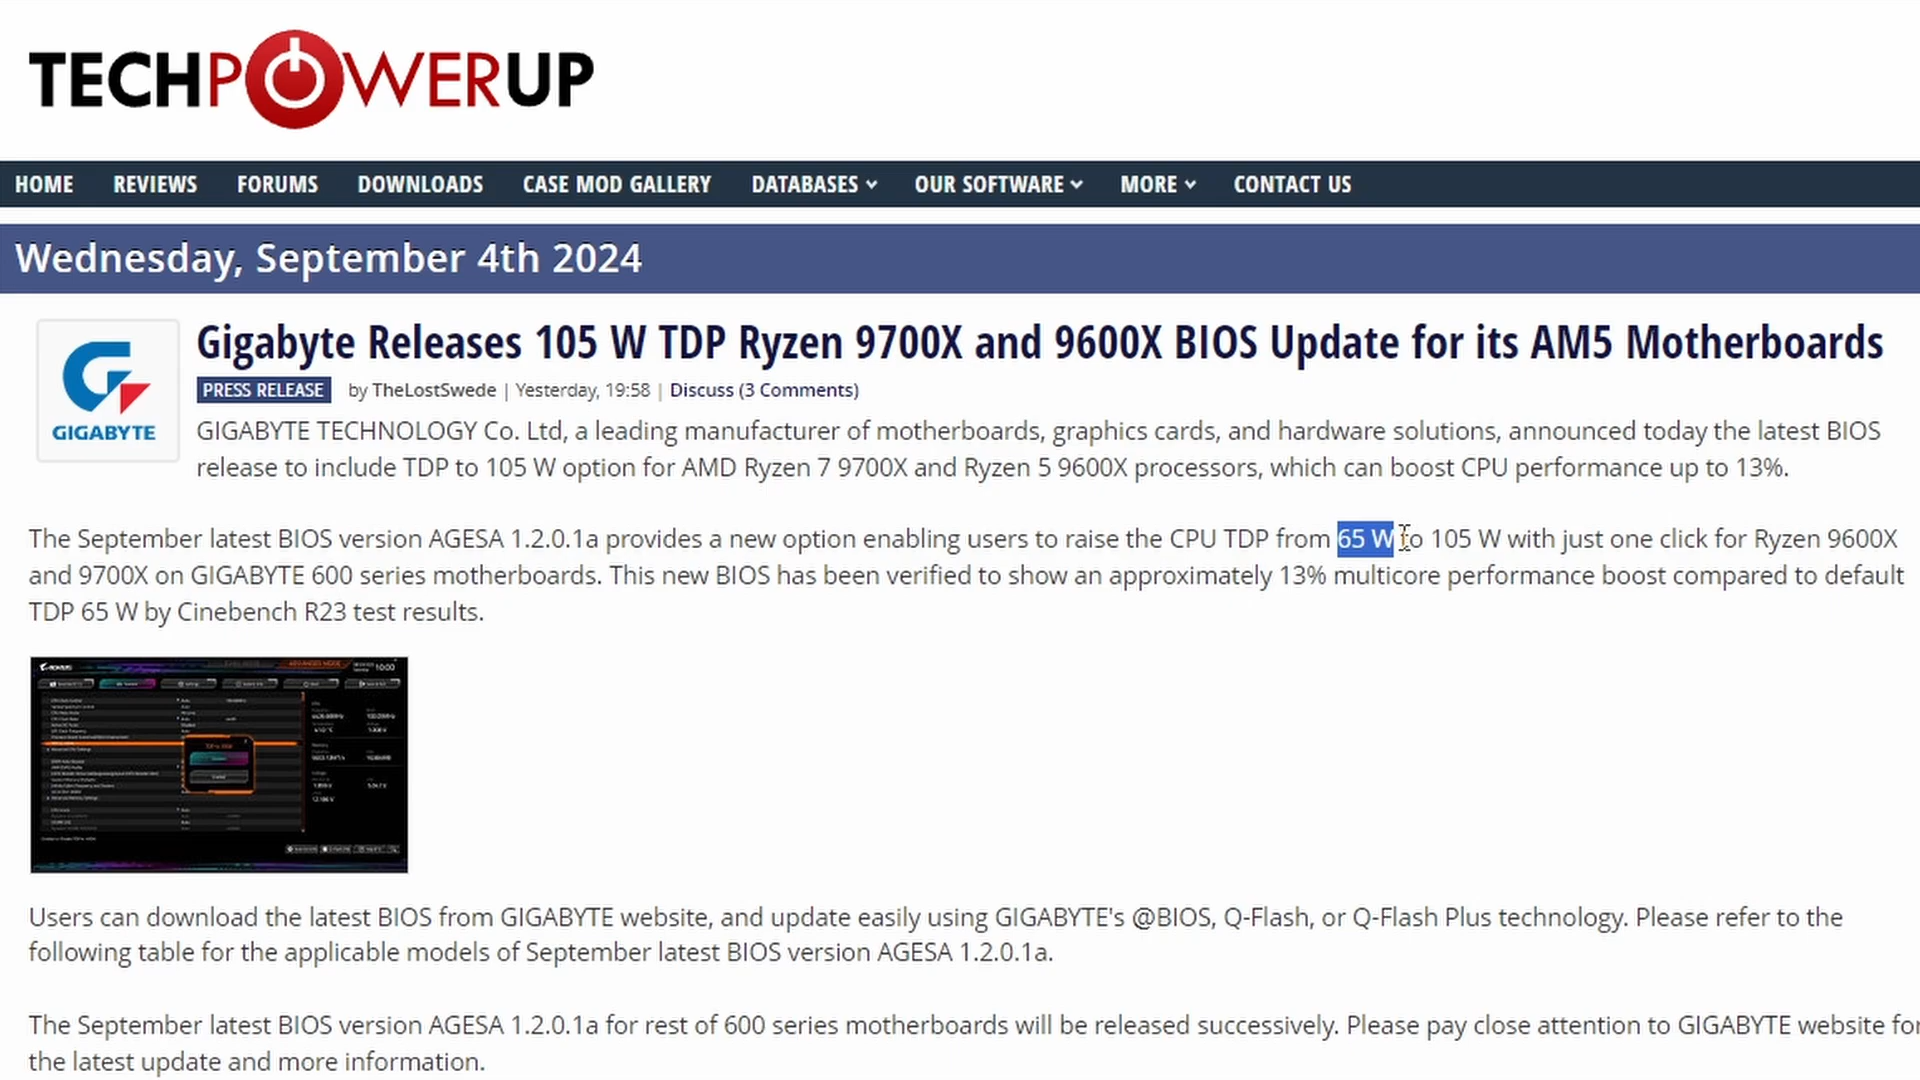 TECHPOWERUP
HOME REVIEWS FORUMS DOWNLOADS CASE MOD GALLERY DATABASES OUR SOFTWARE MORE CONTACT US
Wednesday, September 4th 2024
GIGABYTE
Gigabyte Releases 105 W TDP Ryzen 9700X and 9600X BIOS Update for its AM5 Motherboards
PRESS RELEASE by TheLostSwede | Yesterday, 19:58 | Discuss (3 Comments)
GIGABYTE TECHNOLOGY Co. Ltd, a leading manufacturer of motherboards, graphics cards, and hardware solutions, announced today the latest BIOS
release to include TDP to 105 W option for AMD Ryzen 7 9700X and Ryzen 5 9600X processors, which can boost CPU performance up to 13%.
The September latest BIOS version AGESA 1.2.0.1a provides a new option enabling users to raise the CPU TDP from 65 W to 105 W with just one click for Ryzen 9600X
and 9700X on GIGABYTE 600 series motherboards. This new BIOS has been verified to show an approximately 13% multicore performance boost compared to default
TDP 65 W by Cinebench R23 test results.
10:00
Users can download the latest BIOS from GIGABYTE website, and update easily using GIGABYTE's @BIOS, Q-Flash, or Q-Flash Plus technology. Please refer to the
following table for the applicable models of September latest BIOS version AGESA 1.2.0.1a.
The September latest BIOS version AGESA 1.2.0.1a for rest of 600 series motherboards will be released successively. Please pay close attention to GIGABYTE website for
the latest update and more information.